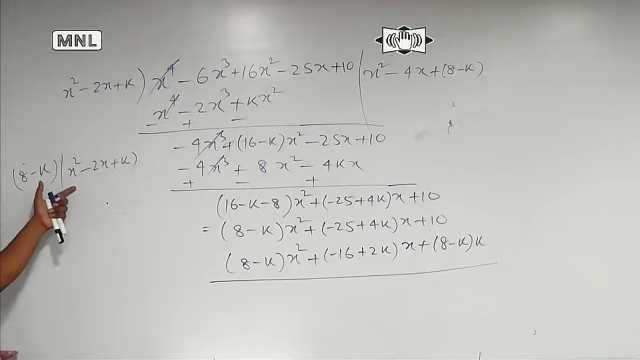 MNL
x² - 2x + k ) x⁴ - 6x³ + 16x² - 25x + 10 | x² - 4x + (8 - k)
x⁴ - 2x³ + kx²
- + -
- 4x³ + (16 - k)x² - 25x + 10
- 4x³ + 8x² - 4kx
+ - +
(16 - k - 8)x² + (-25 + 4k)x + 10
= (8 - k)x² + (-25 + 4k)x + 10
(8 - k)x² + (-16 + 2k)x + (8 - k)k
(8 - k)(x² - 2x + k)